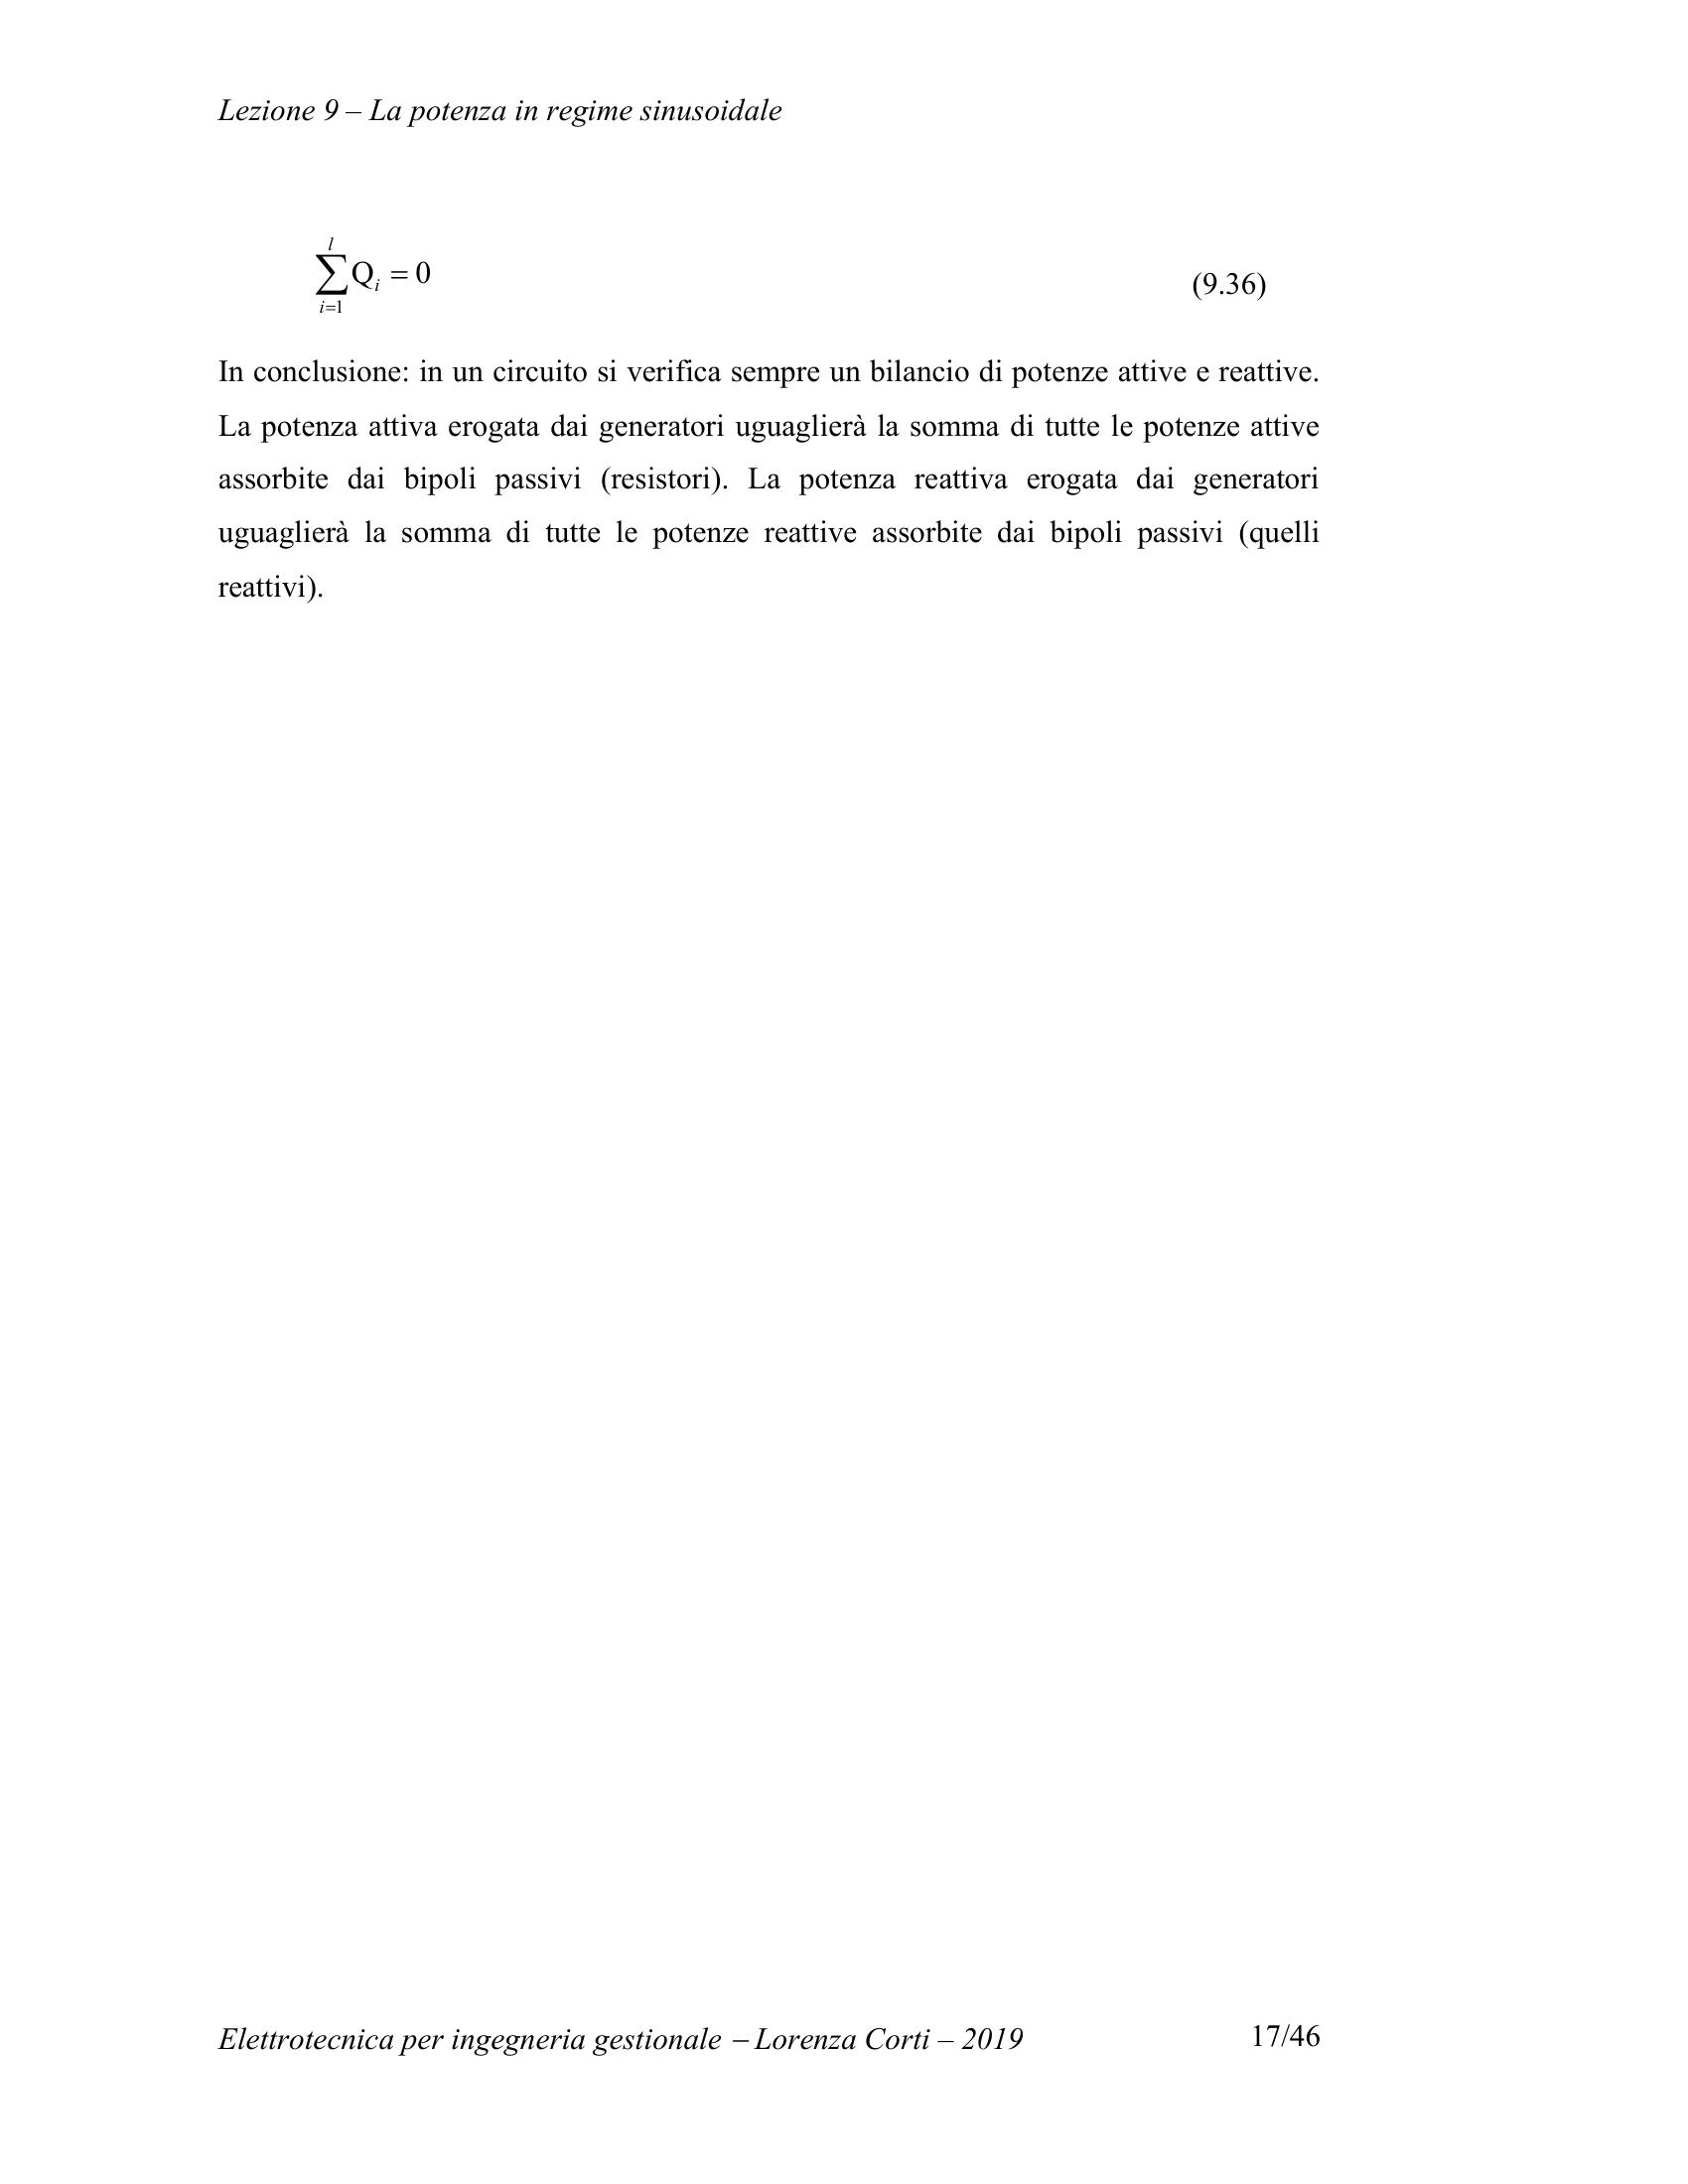 Lezione 9 – La potenza in regime sinusoidale
$\sum_{i=1}^{l} Q_i = 0$ (9.36)
In conclusione: in un circuito si verifica sempre un bilancio di potenze attive e reattive.
La potenza attiva erogata dai generatori uguaglierà la somma di tutte le potenze attive
assorbite dai bipoli passivi (resistori). La potenza reattiva erogata dai generatori
uguaglierà la somma di tutte le potenze reattive assorbite dai bipoli passivi (quelli
reattivi).
Elettrotecnica per ingegneria gestionale – Lorenza Corti – 2019 17/46